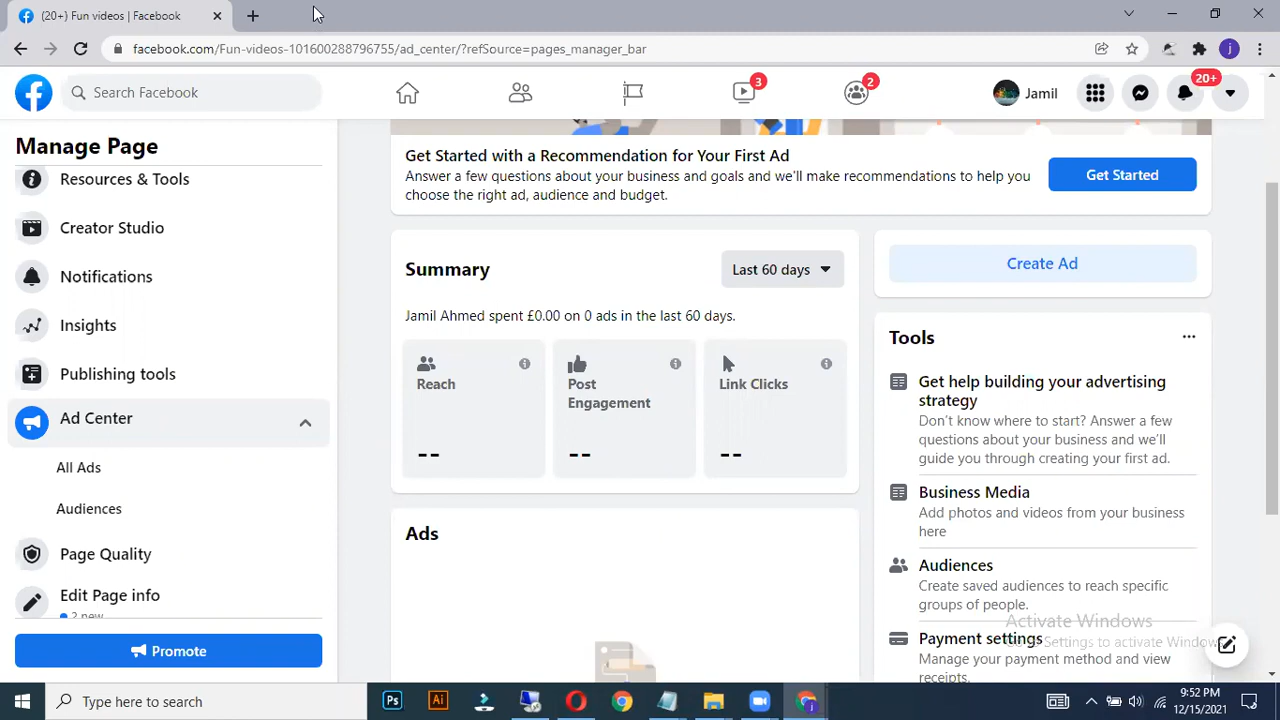 (20+) Fun videos | Facebook
facebook.com/Fun-videos-101600288796755/ad_center/?refSource=pages_manager_bar
j
Search Facebook
3
2
Jamil
20+
Manage Page
Resources & Tools
Creator Studio
Notifications
Insights
Publishing tools
Ad Center
All Ads
Audiences
Page Quality
Edit Page info
2 new
Promote
Get Started with a Recommendation for Your First Ad
Answer a few questions about your business and goals and we'll make recommendations to help you
choose the right ad, audience and budget.
Get Started
Summary
Last 60 days
Jamil Ahmed spent £0.00 on 0 ads in the last 60 days.
Reach
--
Post
Engagement
--
Link Clicks
--
Ads
Create Ad
Tools
Get help building your advertising
strategy
Don't know where to start? Answer a few
questions about your business and we'll
guide you through creating your first ad.
Business Media
Add photos and videos from your business
here
Audiences
Create saved audiences to reach specific
groups of people.
Payment settings
Manage your payment method and view
receipts.
Activate Windows
Settings to activate Windows
Type here to search
Ps
Ai
9:52 PM
12/15/2021